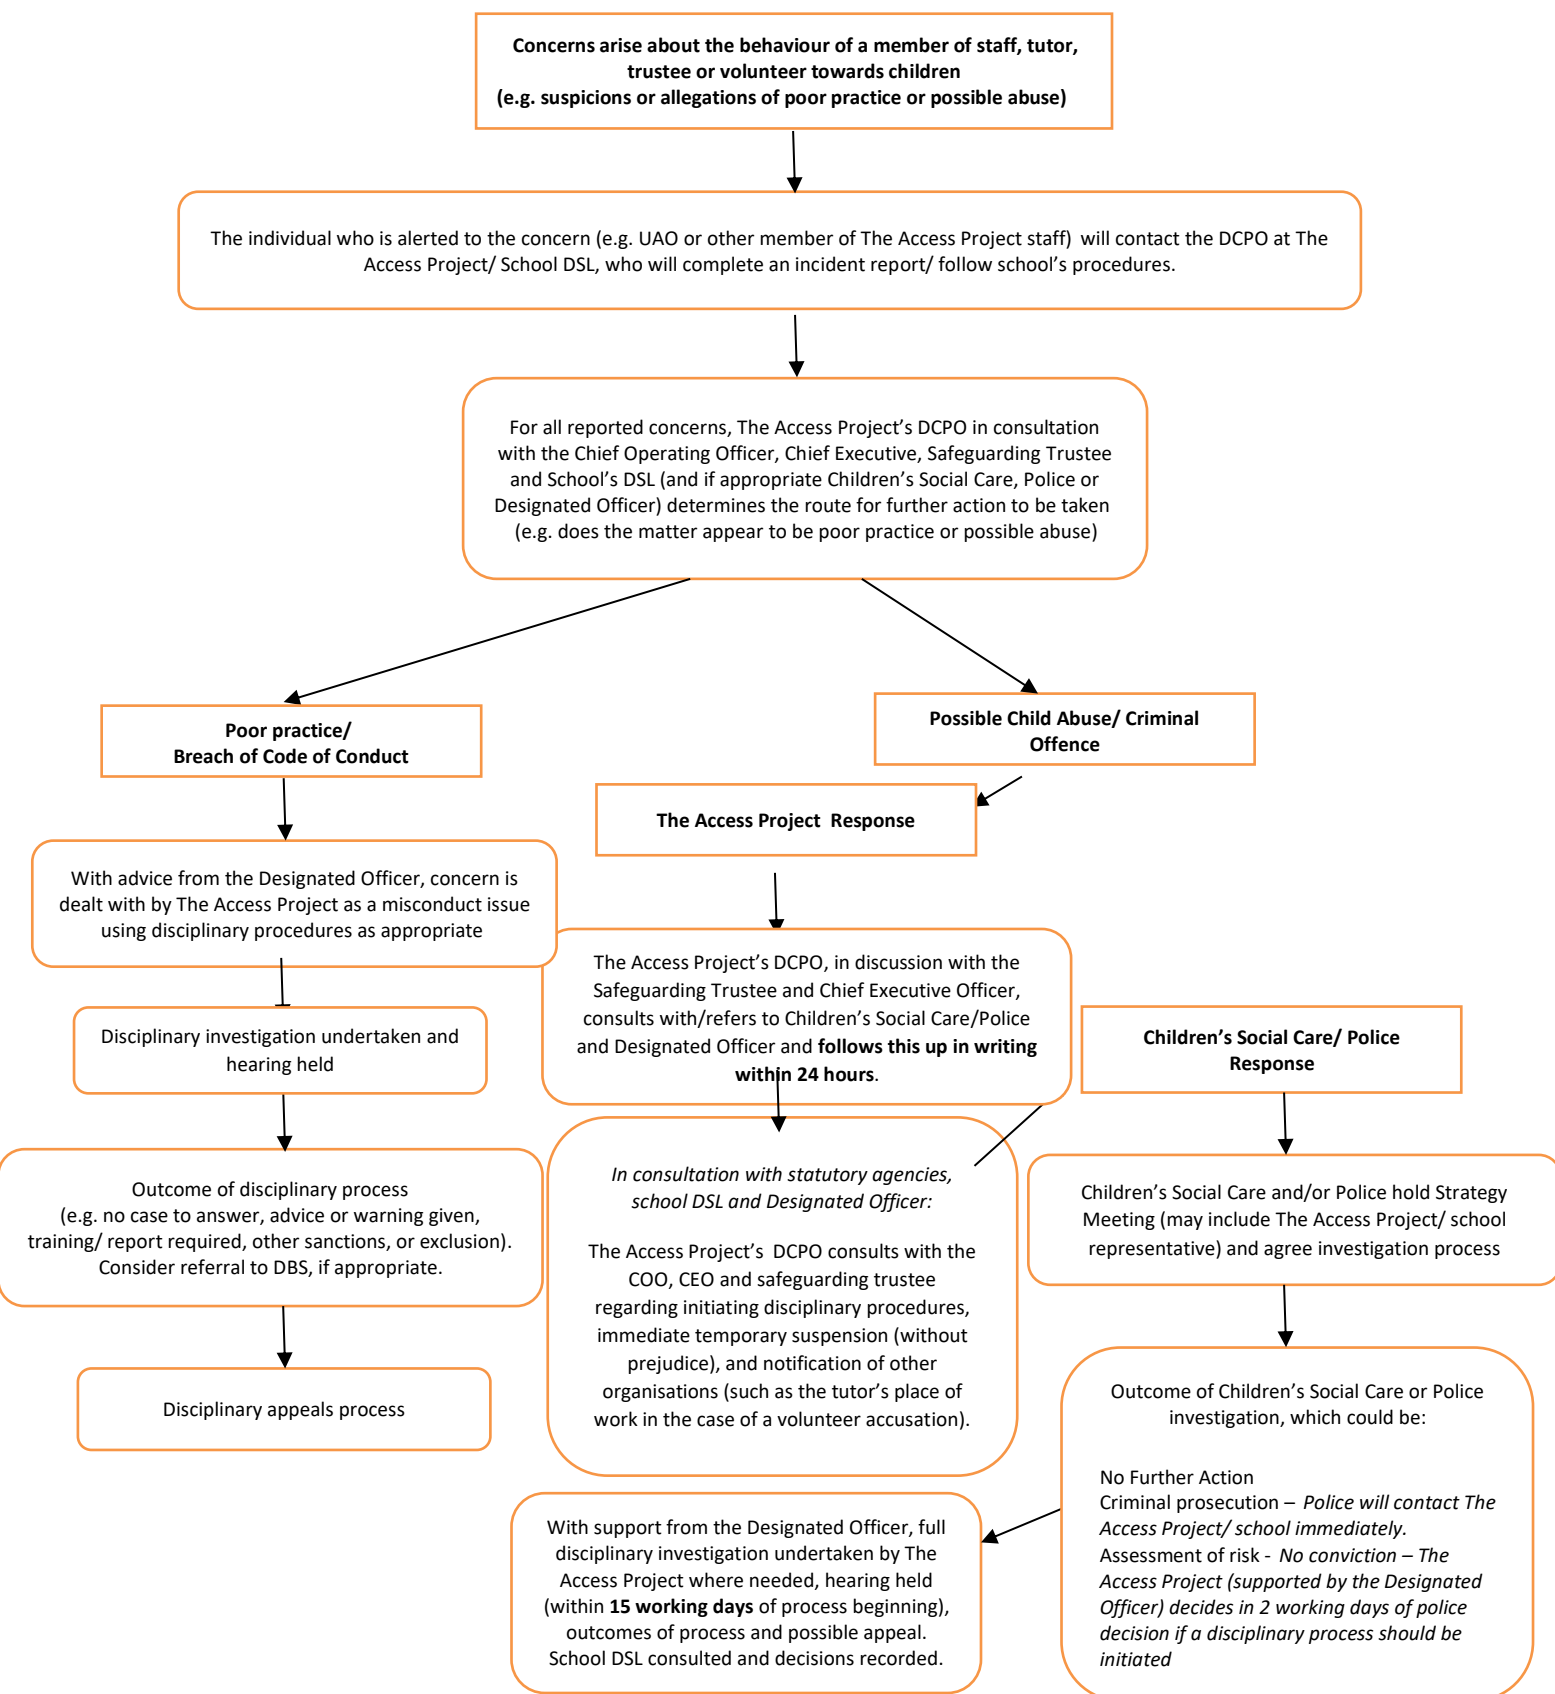 Concerns arise about the behaviour of a member of staff, tutor,
trustee or volunteer towards children
(e.g. suspicions or allegations of poor practice or possible abuse)
The individual who is alerted to the concern (e.g. UAO or other member of The Access Project staff) will contact the DCPO at The
Access Project/ School DSL, who will complete an incident report/ follow school’s procedures.
For all reported concerns, The Access Project’s DCPO in consultation
with the Chief Operating Officer, Chief Executive, Safeguarding Trustee
and School’s DSL (and if appropriate Children’s Social Care, Police or
Designated Officer) determines the route for further action to be taken
(e.g. does the matter appear to be poor practice or possible abuse)
Poor practice/
Breach of Code of Conduct
Possible Child Abuse/ Criminal
Offence
The Access Project Response
With advice from the Designated Officer, concern is
dealt with by The Access Project as a misconduct issue
using disciplinary procedures as appropriate
Disciplinary investigation undertaken and
hearing held
Outcome of disciplinary process
(e.g. no case to answer, advice or warning given,
training/ report required, other sanctions, or exclusion).
Consider referral to DBS, if appropriate.
Disciplinary appeals process
The Access Project’s DCPO, in discussion with the
Safeguarding Trustee and Chief Executive Officer,
consults with/refers to Children’s Social Care/Police
and Designated Officer and follows this up in writing
within 24 hours.
In consultation with statutory agencies,
school DSL and Designated Officer:
The Access Project’s DCPO consults with the
COO, CEO and safeguarding trustee
regarding initiating disciplinary procedures,
immediate temporary suspension (without
prejudice), and notification of other
organisations (such as the tutor’s place of
work in the case of a volunteer accusation).
Children’s Social Care/ Police
Response
Children’s Social Care and/or Police hold Strategy
Meeting (may include The Access Project/ school
representative) and agree investigation process
Outcome of Children’s Social Care or Police
investigation, which could be:
No Further Action
Criminal prosecution – Police will contact The
Access Project/ school immediately.
Assessment of risk - No conviction – The
Access Project (supported by the Designated
Officer) decides in 2 working days of police
decision if a disciplinary process should be
initiated
With support from the Designated Officer, full
disciplinary investigation undertaken by The
Access Project where needed, hearing held
(within 15 working days of process beginning),
outcomes of process and possible appeal.
School DSL consulted and decisions recorded.